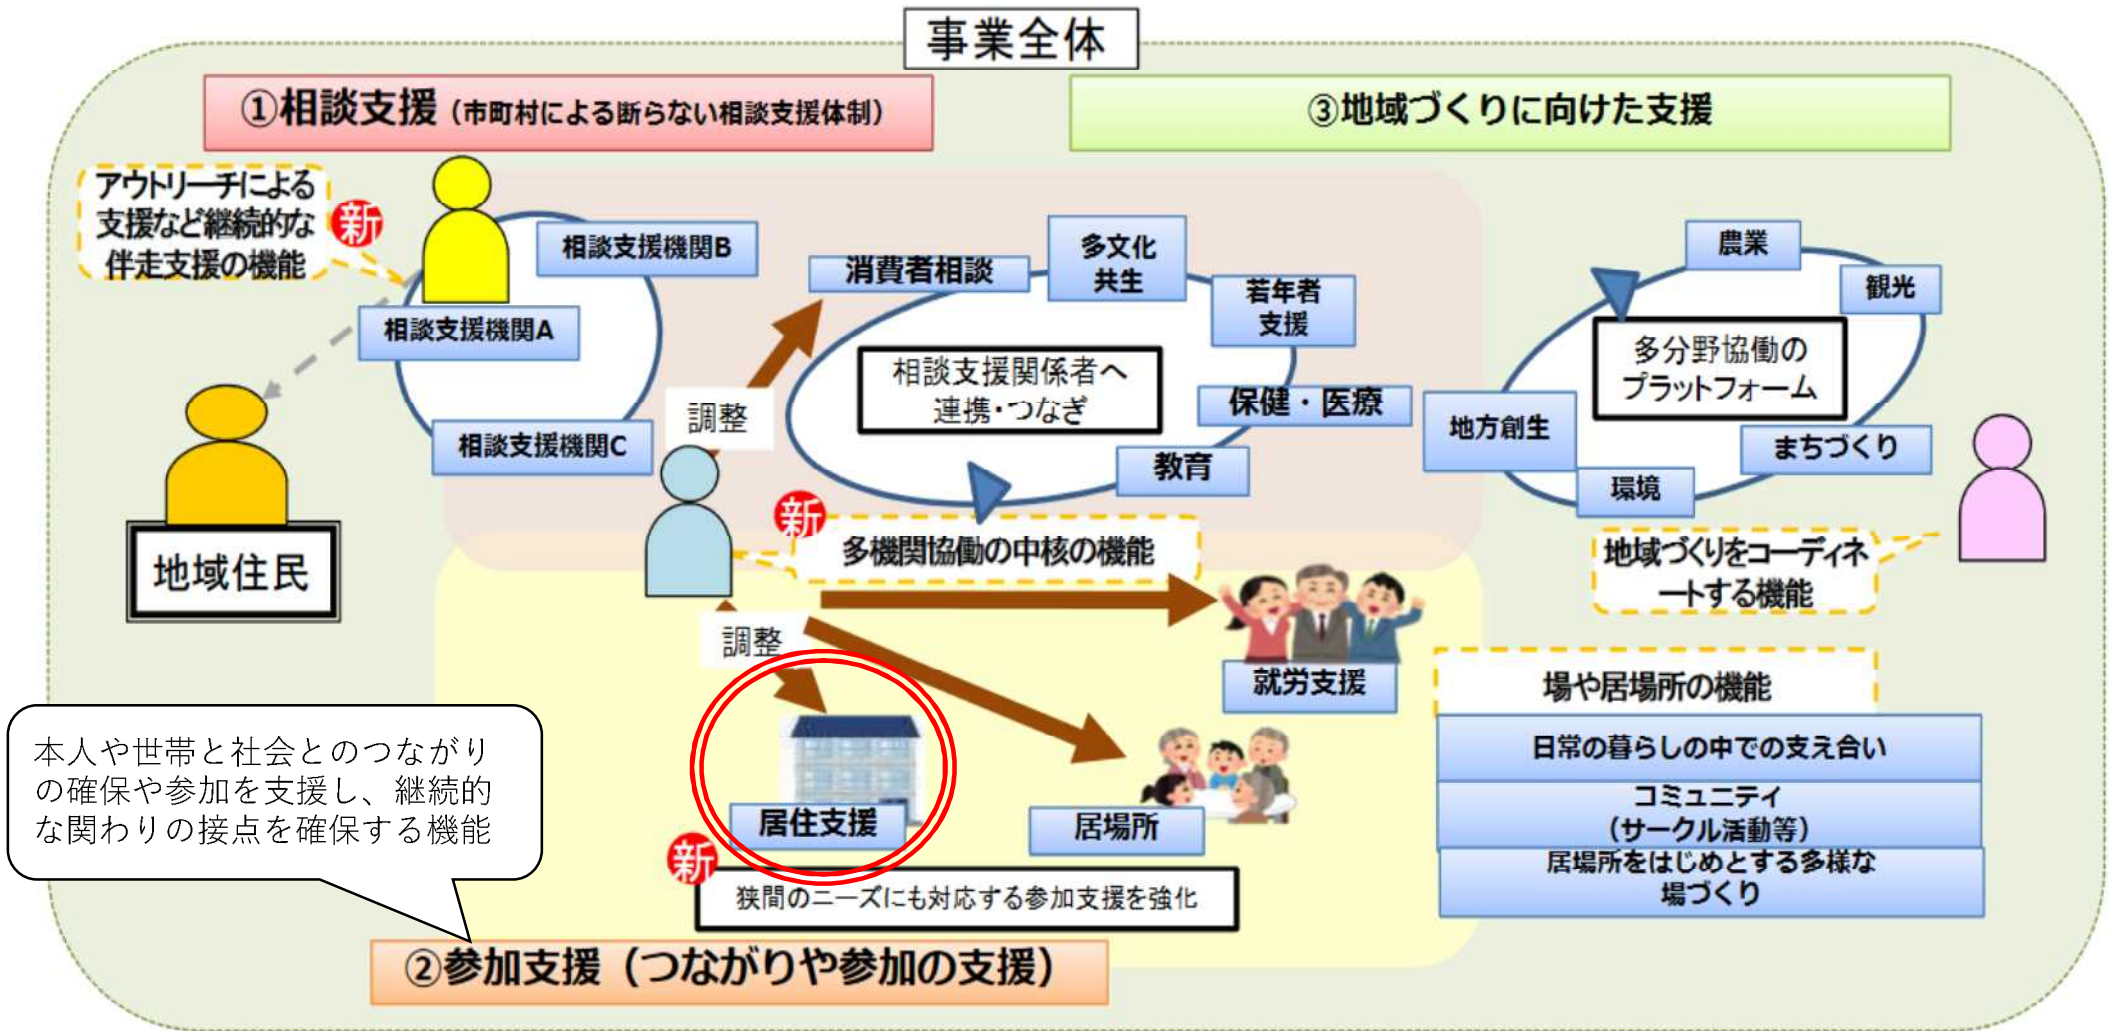 事業全体
①相談支援（市町村による断らない相談支援体制）
③地域づくりに向けた支援
アウトリーチによる
支援など継続的な
伴走支援の機能
新
相談支援機関B
相談支援機関A
相談支援機関C
地域住民
消費者相談
多文化
共生
若年者
支援
保健・医療
教育
相談支援関係者へ
連携・つなぎ
調整
新
多機関協働の中核の機能
農業
観光
多分野協働の
プラットフォーム
地方創生
まちづくり
環境
地域づくりをコーディネ
ートする機能
調整
就労支援
居住支援
居場所
新
狭間のニーズにも対応する参加支援を強化
本人や世帯と社会とのつながり
の確保や参加を支援し、継続的
な関わりの接点を確保する機能
②参加支援（つながりや参加の支援）
場や居場所の機能
日常の暮らしの中での支え合い
コミュニティ
（サークル活動等）
居場所をはじめとする多様な
場づくり